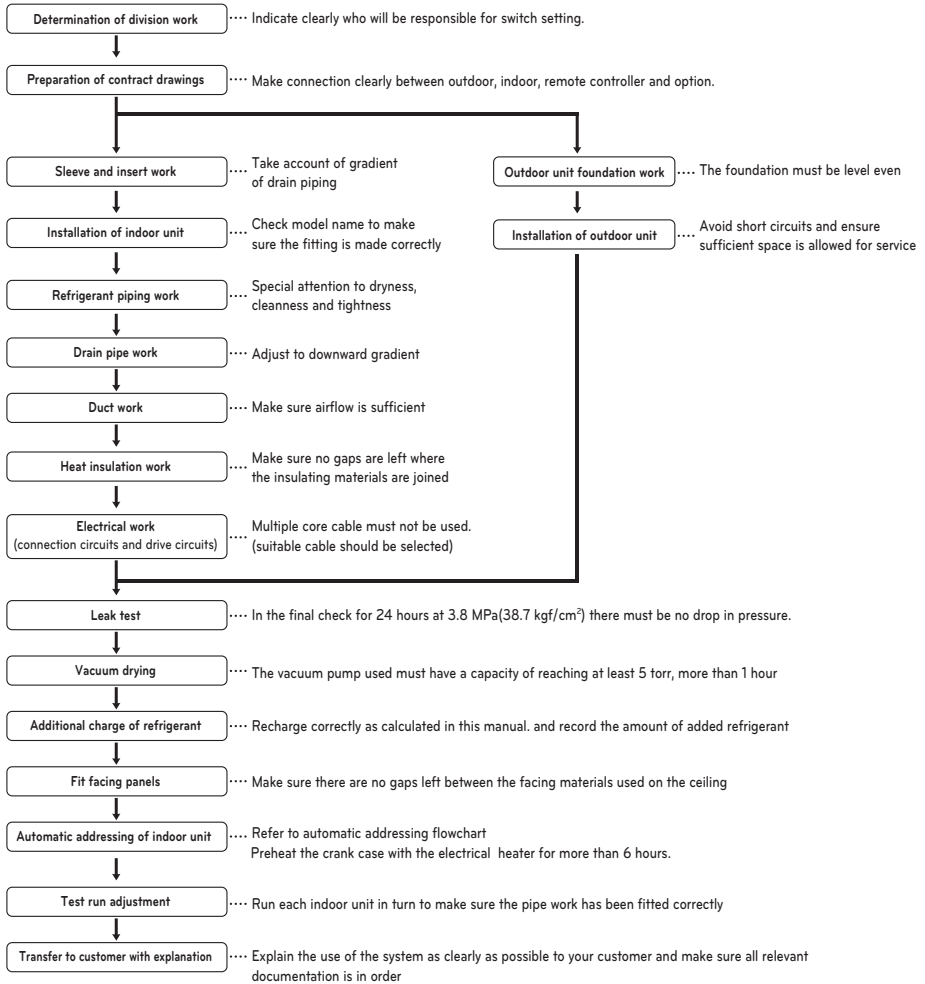 Determination of division work
Indicate clearly who will be responsible for switch setting.
Preparation of contract drawings
Make connection clearly between outdoor, indoor, remote controller and option.
Sleeve and insert work
Take account of gradient
of drain piping
Outdoor unit foundation work
The foundation must be level even
Installation of indoor unit
Check model name to make
sure the fitting is made correctly
Installation of outdoor unit
Avoid short circuits and ensure
sufficient space is allowed for service
Refrigerant piping work
Special attention to dryness,
cleanness and tightness
Drain pipe work
Adjust to downward gradient
Duct work
Make sure airflow is sufficient
Heat insulation work
Make sure no gaps are left where
the insulating materials are joined
Electrical work
(connection circuits and drive circuits)
Multiple core cable must not be used.
(suitable cable should be selected)
Leak test
In the final check for 24 hours at 3.8 MPa(38.7 kgf/cm²) there must be no drop in pressure.
Vacuum drying
The vacuum pump used must have a capacity of reaching at least 5 torr, more than 1 hour
Additional charge of refrigerant
Recharge correctly as calculated in this manual. and record the amount of added refrigerant
Fit facing panels
Make sure there are no gaps left between the facing materials used on the ceiling
Automatic addressing of indoor unit
Refer to automatic addressing flowchart
Preheat the crank case with the electrical heater for more than 6 hours.
Test run adjustment
Run each indoor unit in turn to make sure the pipe work has been fitted correctly
Transfer to customer with explanation
Explain the use of the system as clearly as possible to your customer and make sure all relevant
documentation is in order